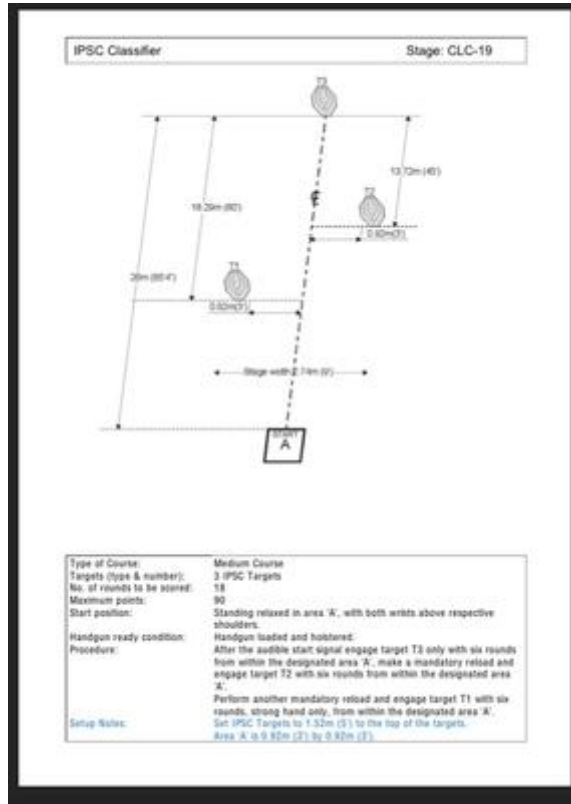 IPSC Classifier Stage: CLC-19
T3
13.72m (45')
T2
18.29m (60')
0.92m(3')
T1
26m (85'4")
0.92m(3')
Stage width 2.74m (9')
START
A
Type of Course: Medium Course
Targets (type & number): 3 IPSC Targets
No. of rounds to be scored: 18
Maximum points: 90
Start position: Standing relaxed in area 'A', with both wrists above respective
shoulders.
Handgun ready condition: Handgun loaded and holstered.
Procedure: After the audible start signal engage target T3 only with six rounds
from within the designated area 'A', make a mandatory reload and
engage target T2 with six rounds from within the designated area
'A'.
Perform another mandatory reload and engage target T1 with six
rounds, strong hand only, from within the designated area 'A'.
Setup Notes: Set IPSC Targets to 1.52m (5') to the top of the targets.
Area 'A' is 0.92m (3') by 0.92m (3').